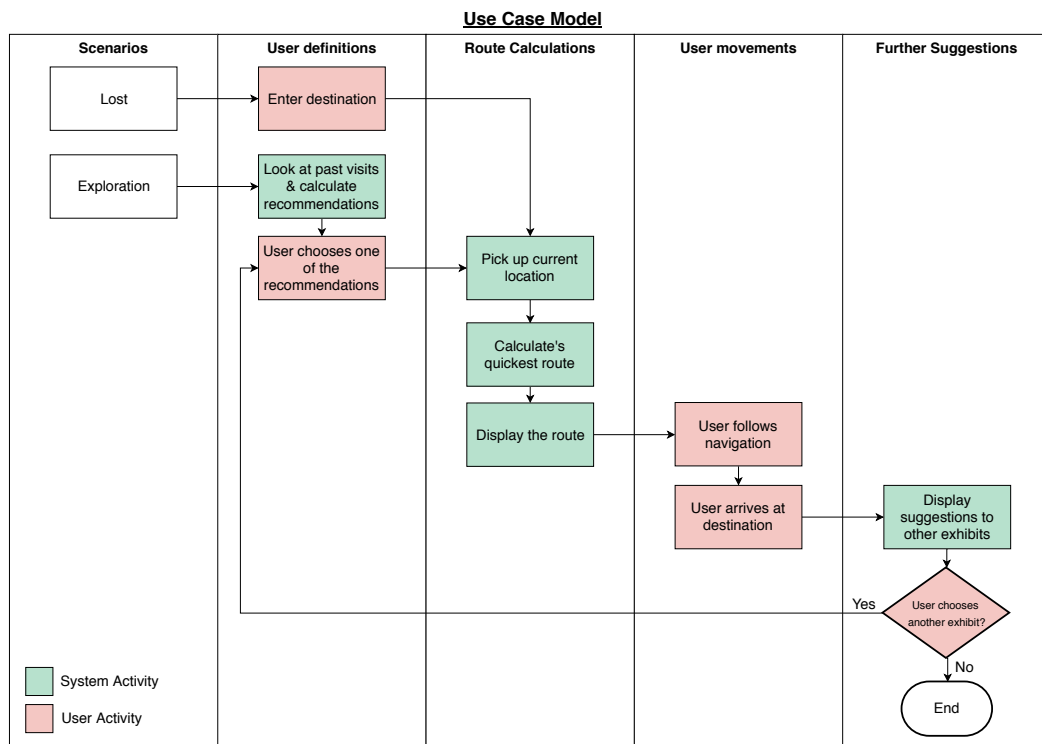 Use Case Model
Scenarios
User definitions
Route Calculations
User movements
Further Suggestions
Lost
Enter destination
Exploration
Look at past visits
& calculate
recommendations
User chooses one
of the
recommendations
Pick up current
location
Calculate's
quickest route
Display the route
User follows
navigation
User arrives at
destination
Display
suggestions to
other exhibits
User chooses
another exhibit?
Yes
No
End
System Activity
User Activity